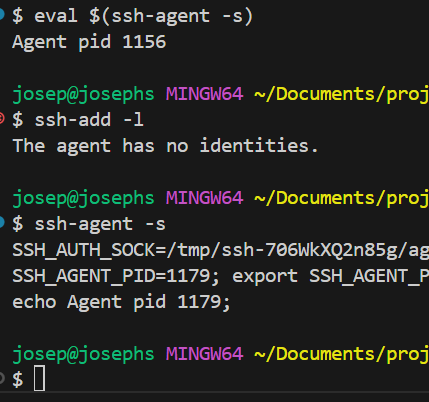 $ eval $(ssh-agent -s)
Agent pid 1156
josep@josephs MINGW64 ~/Documents/proj
$ ssh-add -l
The agent has no identities.
josep@josephs MINGW64 ~/Documents/proj
$ ssh-agent -s
SSH_AUTH_SOCK=/tmp/ssh-706WkXQ2n85g/ag
SSH_AGENT_PID=1179; export SSH_AGENT_P
echo Agent pid 1179;
josep@josephs MINGW64 ~/Documents/proj
$